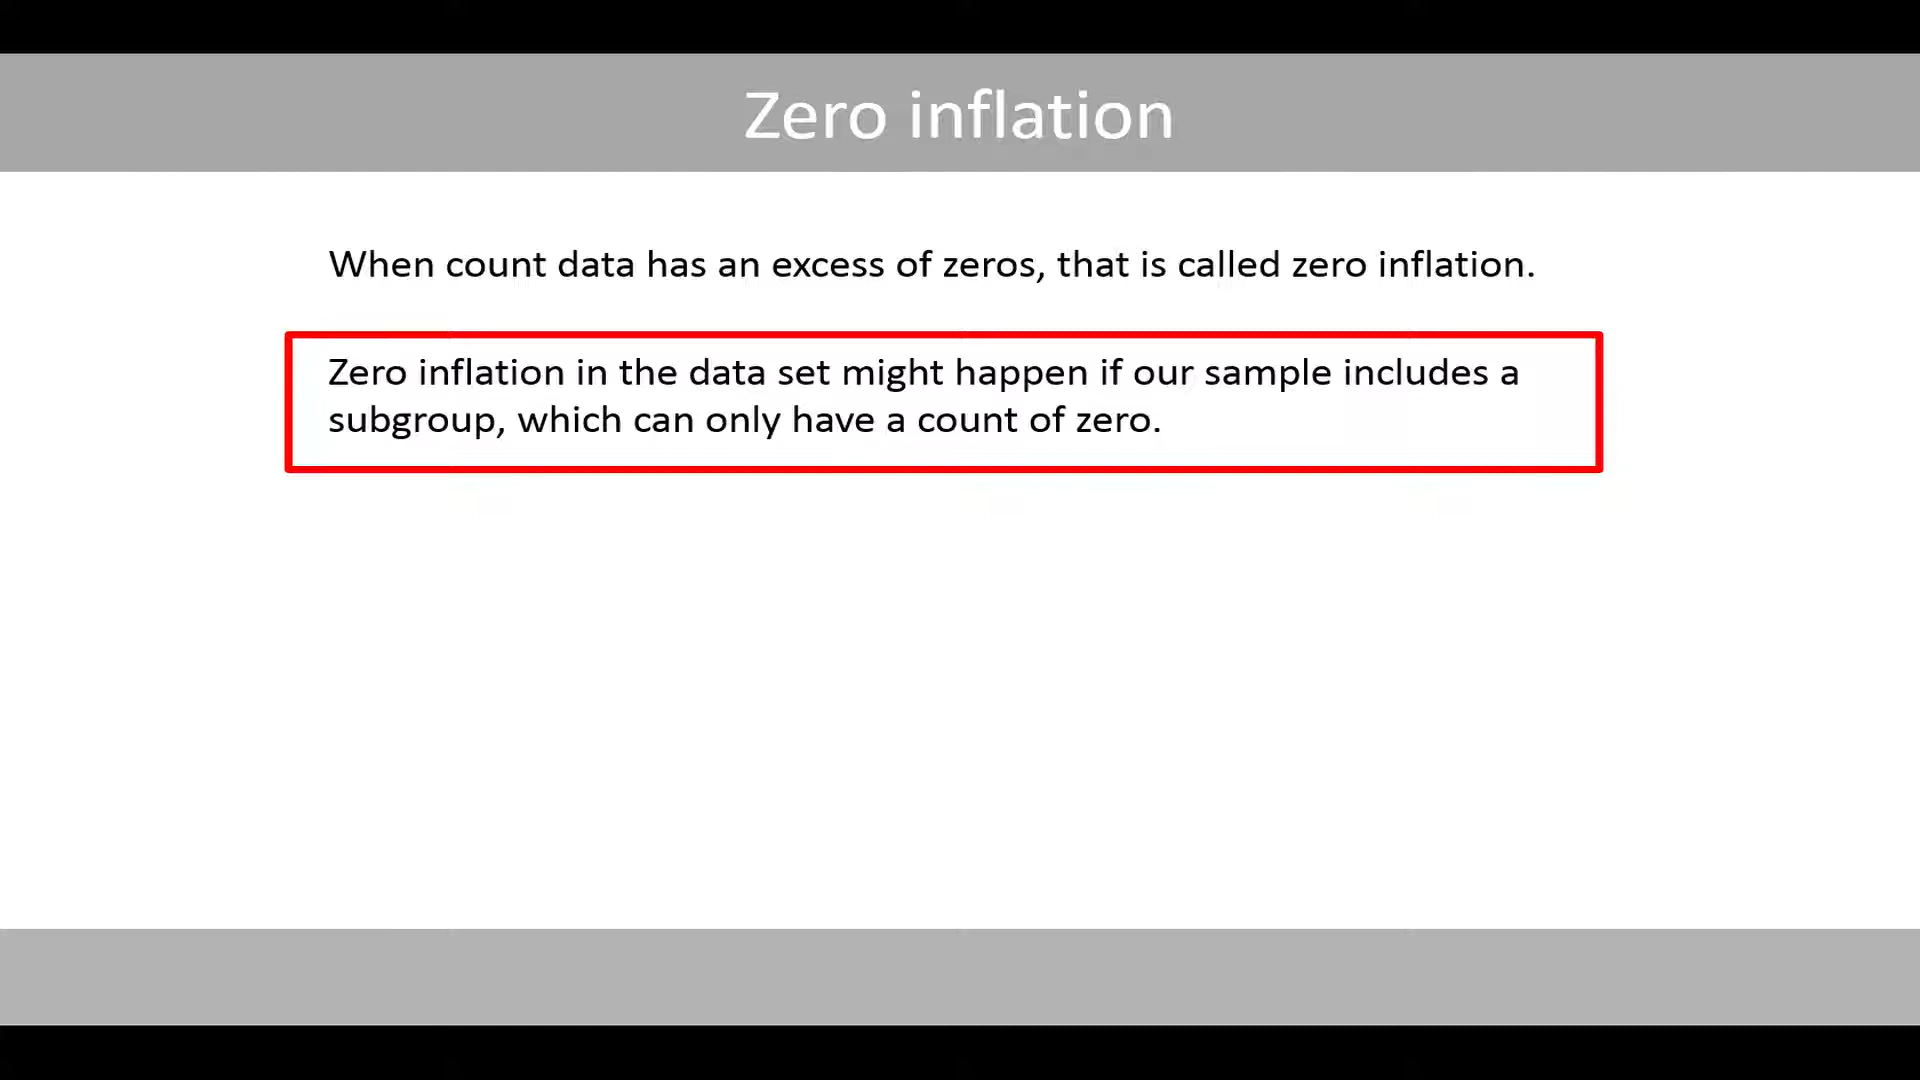 Zero inflation
When count data has an excess of zeros, that is called zero inflation.
Zero inflation in the data set might happen if our sample includes a
subgroup, which can only have a count of zero.